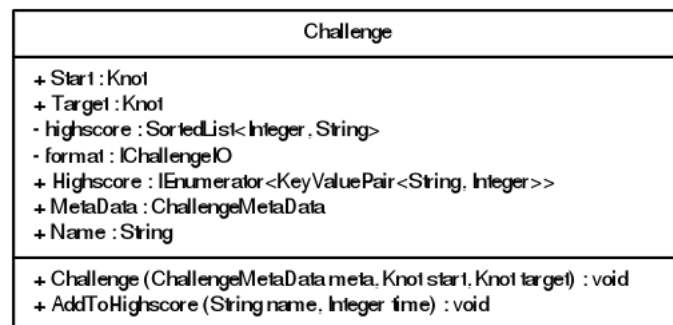 Challenge
+ Start : Knot
+ Target : Knot
- highscore : SortedList<Integer, String>
- format : IChallengeIO
+ Highscore : IEnumerator<KeyValuePair<String, Integer>>
+ MetaData : ChallengeMetaData
+ Name : String
+ Challenge (ChallengeMetaData meta, Knot start, Knot target) : void
+ AddToHighscore (String name, Integer time) : void